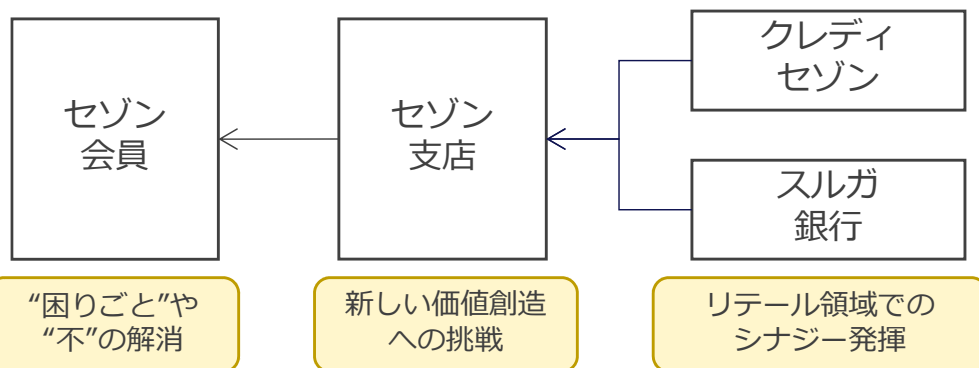 セゾン
会員
セゾン
支店
クレディ
セゾン
スルガ
銀行
“困りごと”や
“不”の解消
新しい価値創造
への挑戦
リテール領域での
シナジー発揮